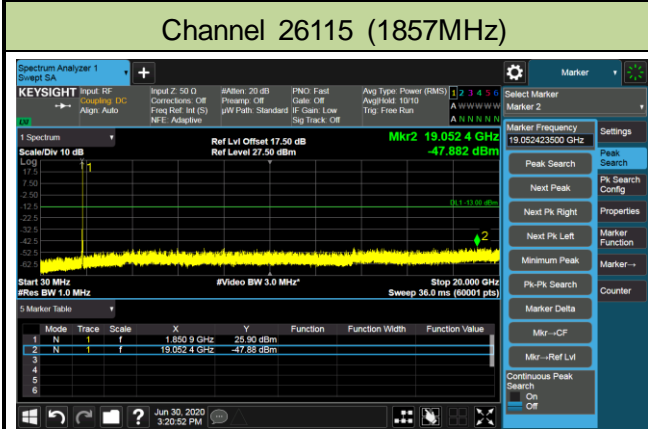 Channel 26115 (1857MHz)
Spectrum Analyzer 1
Swept SA
KEYSIGHT
Input: RF
Coupling: DC
Align: Auto
Input Z: 50 Ω
Corrections: Off
Freq Ref: Int (S)
NFE: Adaptive
#Atten: 20 dB
Preamp: Off
µW Path: Standard
PNO: Fast
Gate: Off
IF Gain: Low
Sig Track: Off
Avg Type: Power (RMS)
Avg|Hold: 10/10
Trig: Free Run
1 2 3 4 5 6
A W W W W W
A N N N N N
1 Spectrum
Scale/Div 10 dB
Ref Lvl Offset 17.50 dB
Ref Level 27.50 dBm
Mkr2 19.052 4 GHz
-47.882 dBm
Log
17.5
7.50
-2.50
-12.5
-22.5
-32.5
-42.5
-52.5
-62.5
1
DL1 -13.00 dBm
2
Start 30 MHz
#Res BW 1.0 MHz
#Video BW 3.0 MHz*
Stop 20.000 GHz
Sweep 36.0 ms (60001 pts)
5 Marker Table
Mode Trace Scale X Y Function Function Width Function Value
1 N 1 f 1.850 9 GHz 25.90 dBm
2 N 1 f 19.052 4 GHz -47.88 dBm
3
4
5
6
Jun 30, 2020
3:20:52 PM
Marker
Select Marker
Marker 2
Marker Frequency
19.052423500 GHz
Peak Search
Next Peak
Next Pk Right
Next Pk Left
Minimum Peak
Pk-Pk Search
Marker Delta
Mkr→CF
Mkr→Ref Lvl
Continuous Peak
Search
On
Off
Settings
Peak
Search
Pk Search
Config
Properties
Marker
Function
Marker→
Counter